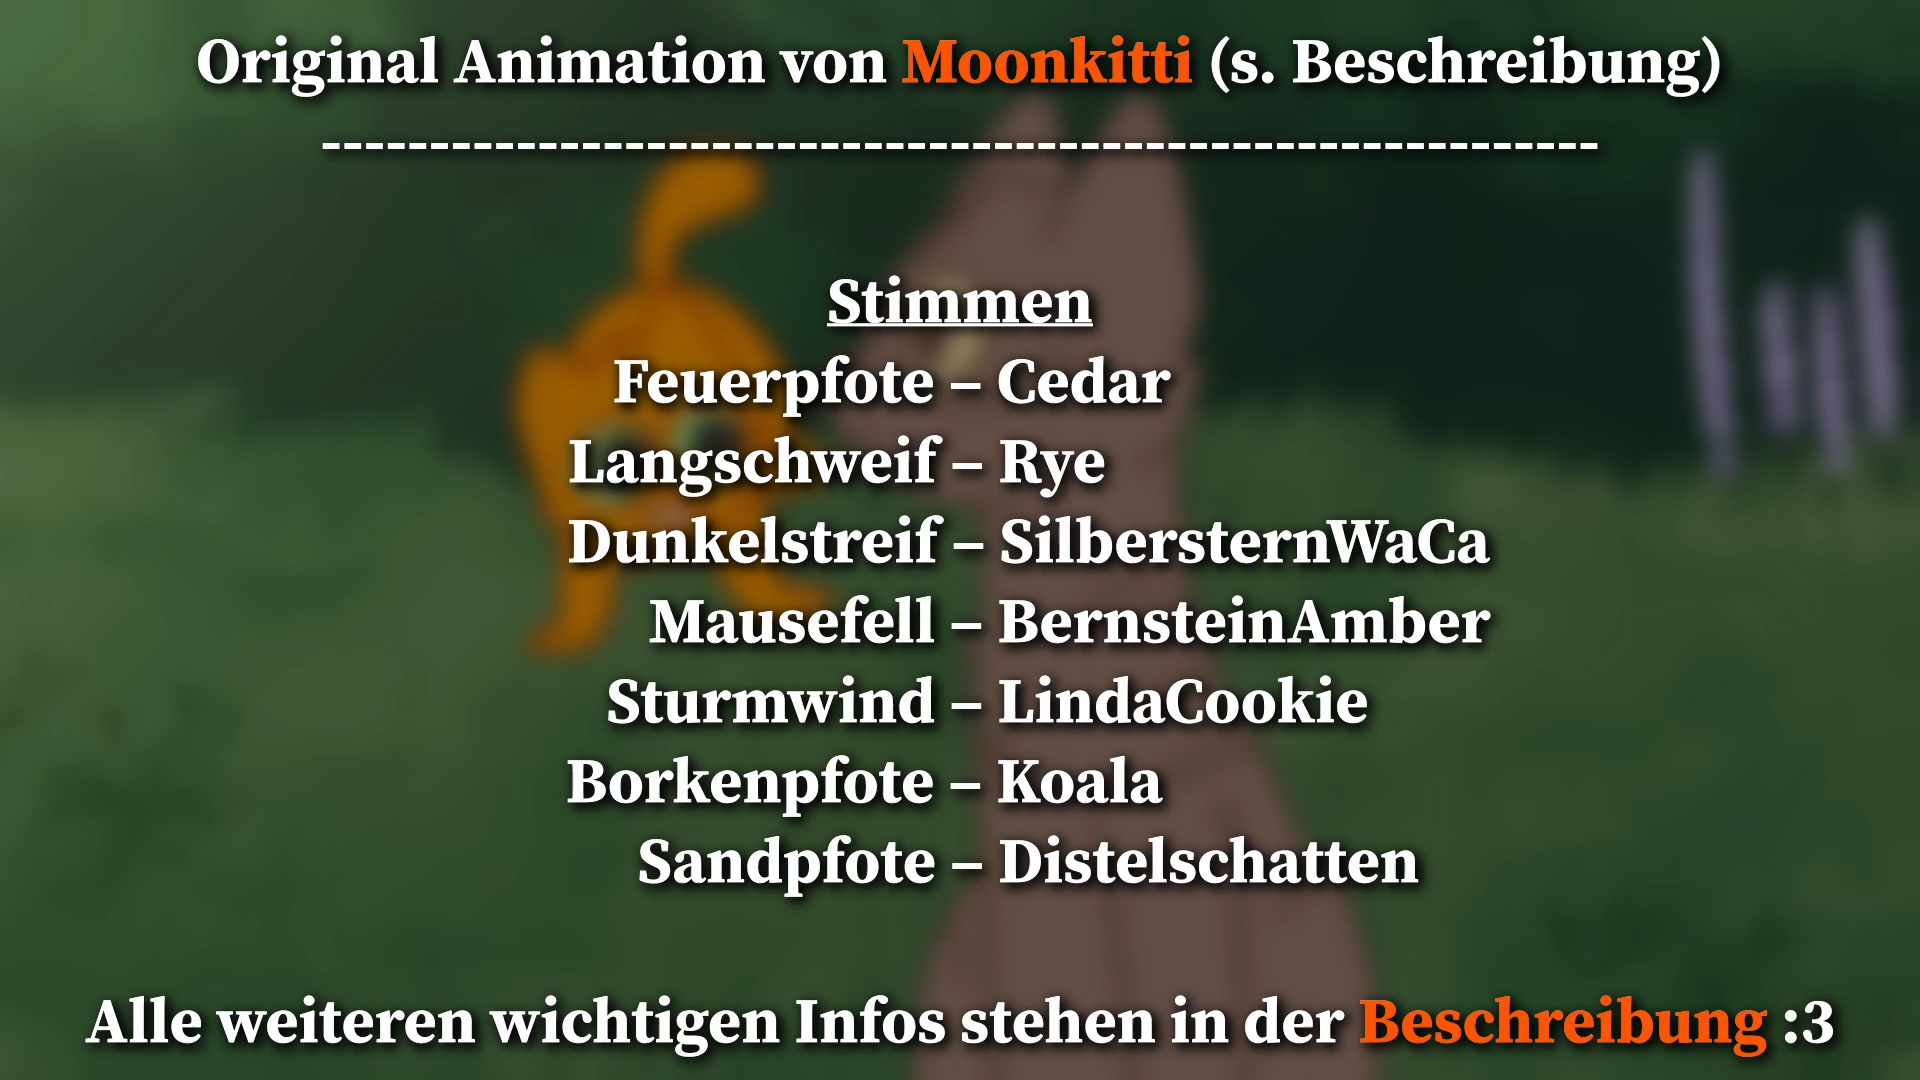 Original Animation von Moonkitti (s. Beschreibung)
-----------------------------------------------------------
Stimmen
Feuerpfote – Cedar
Langschweif – Rye
Dunkelstreif – SilbersternWaCa
Mausefell – BernsteinAmber
Sturmwind – LindaCookie
Borkenpfote – Koala
Sandpfote – Distelschatten
Alle weiteren wichtigen Infos stehen in der Beschreibung :3